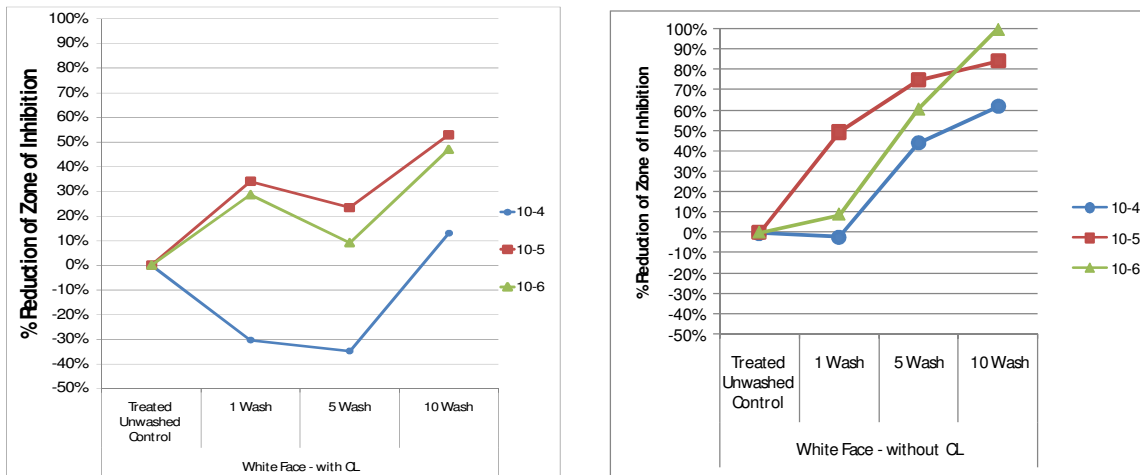 %Reduction of Zone of Inhibition
100%
90%
80%
70%
60%
50%
40%
30%
20%
10%
0%
-10%
-20%
-30%
-40%
-50%
Treated Unwashed Control
1 Wash
5 Wash
10 Wash
White Face - with CL
10-4
10-5
10-6
%Reduction of Zone of Inhibition
100%
90%
80%
70%
60%
50%
40%
30%
20%
10%
0%
-10%
-20%
-30%
-40%
-50%
Treated
Unwashed
Control
1 Wash
5 Wash
10 Wash
White Face - without CL
10-4
10-5
10-6